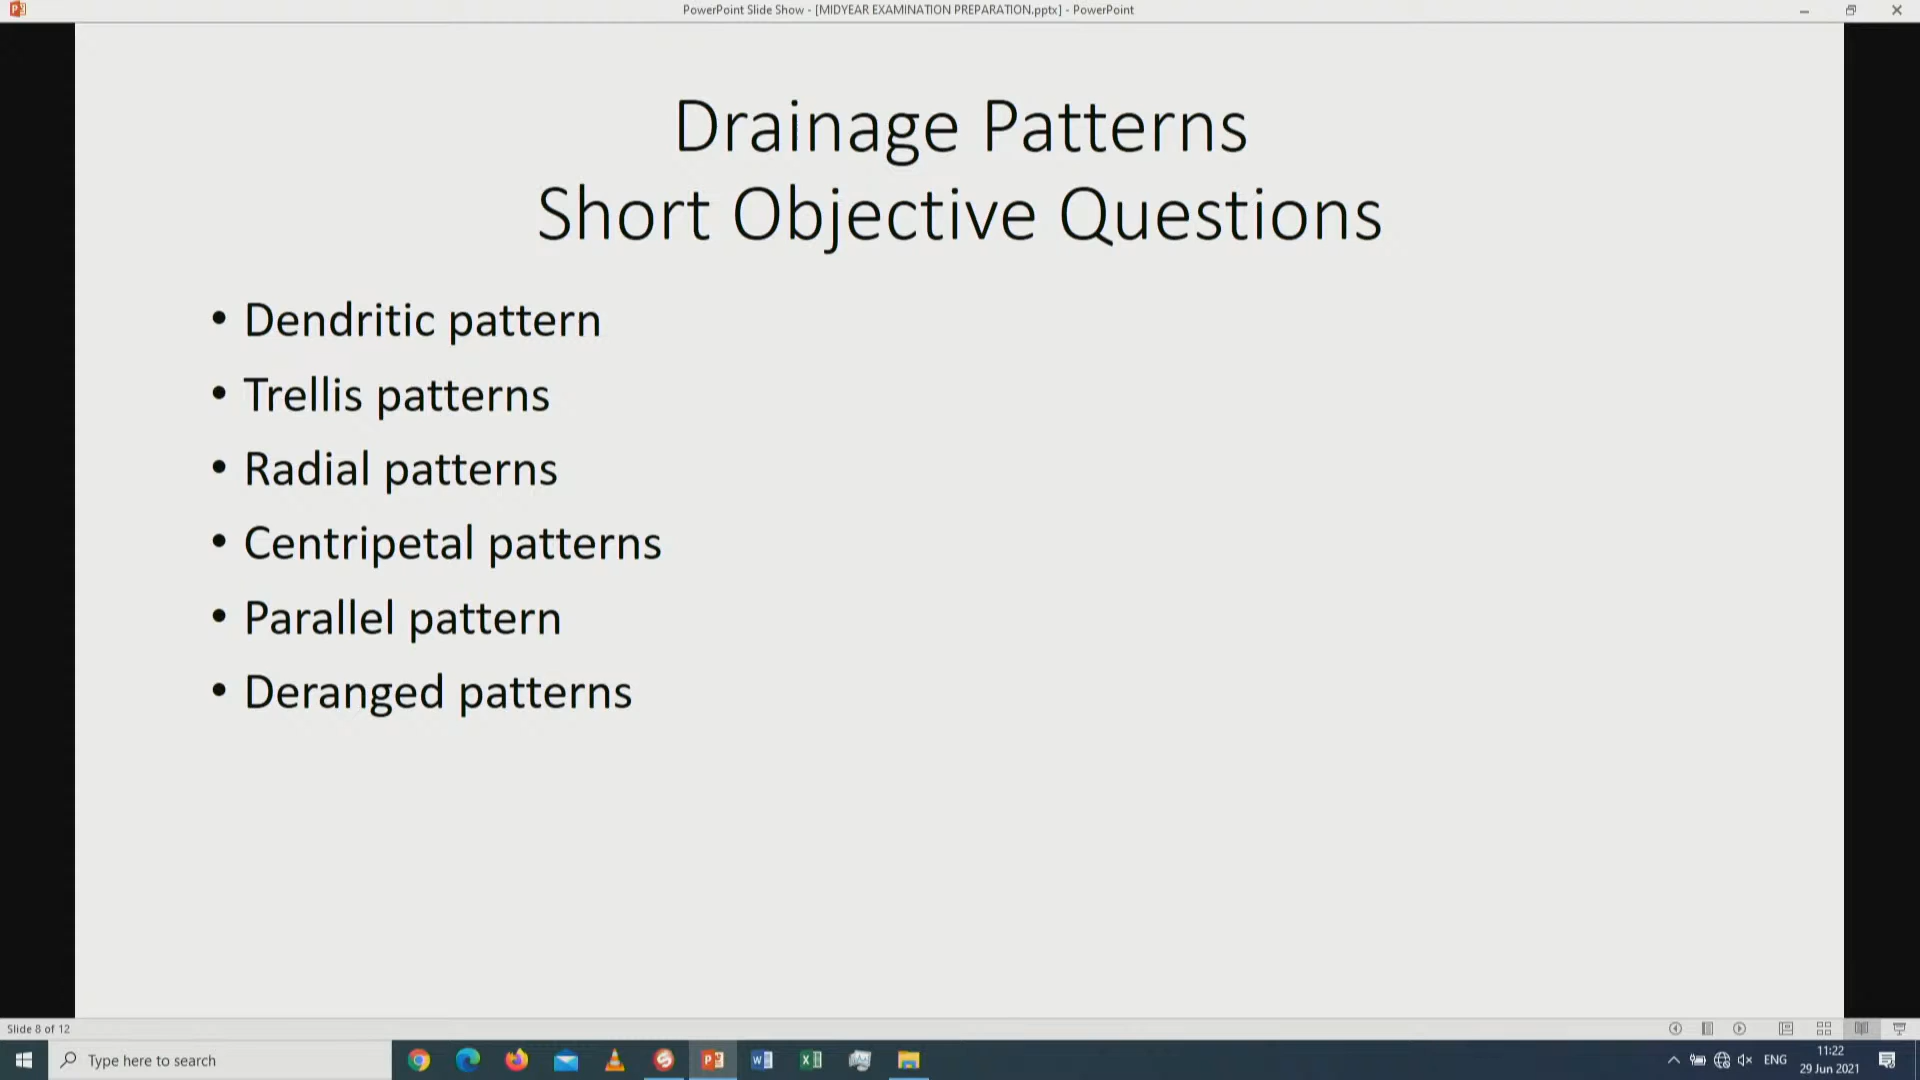 PowerPoint Slide Show - [MIDYEAR EXAMINATION PREPARATION.pptx] - PowerPoint
Drainage Patterns
Short Objective Questions
• Dendritic pattern
• Trellis patterns
• Radial patterns
• Centripetal patterns
• Parallel pattern
• Deranged patterns
Slide 8 of 12
Type here to search
ENG
11:22
29 Jun 2021